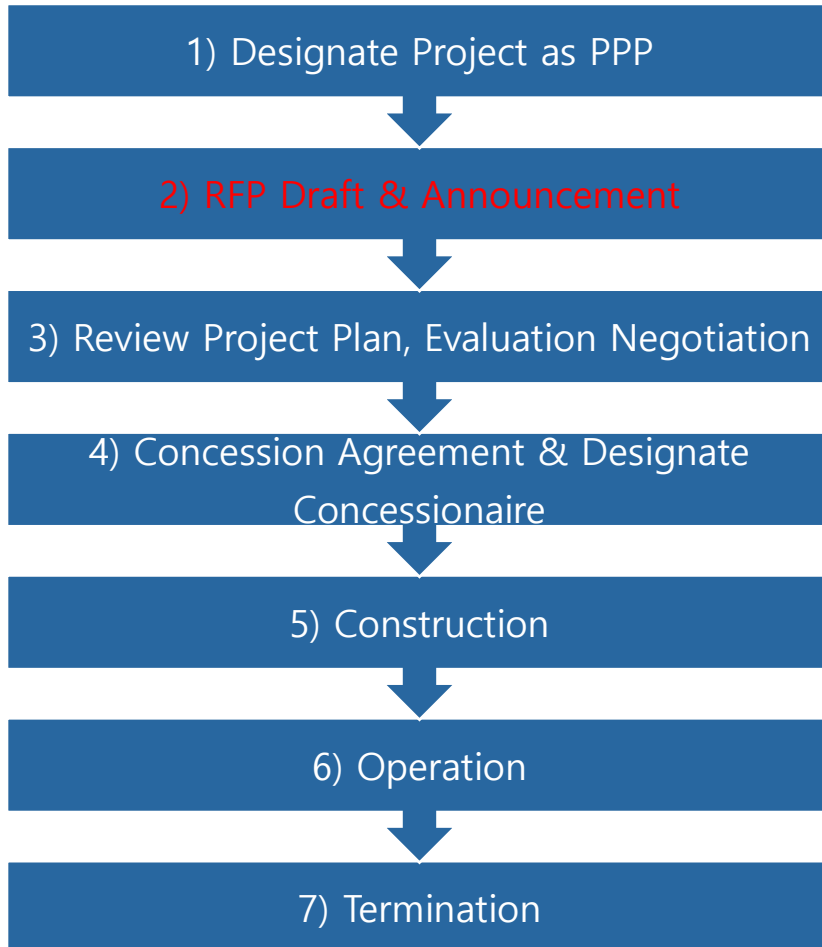 1) Designate Project as PPP
2) RFP Draft & Announcement
3) Review Project Plan, Evaluation Negotiation
4) Concession Agreement & Designate
Concessionaire
5) Construction
6) Operation
7) Termination